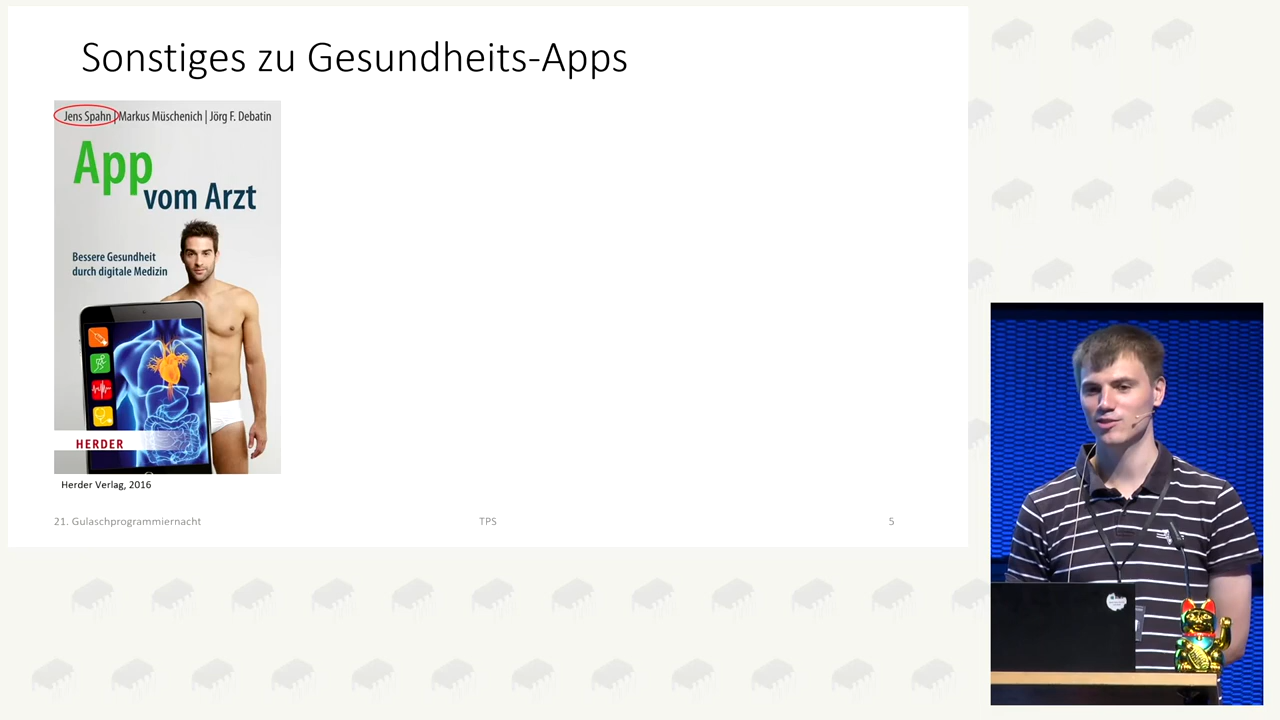 Sonstiges zu Gesundheits-Apps
Jens Spahn | Markus Müschenich | Jörg F. Debatin
App
vom Arzt
Bessere Gesundheit
durch digitale Medizin
HERDER
Herder Verlag, 2016
21. Gulaschprogrammiernacht
TPS
5